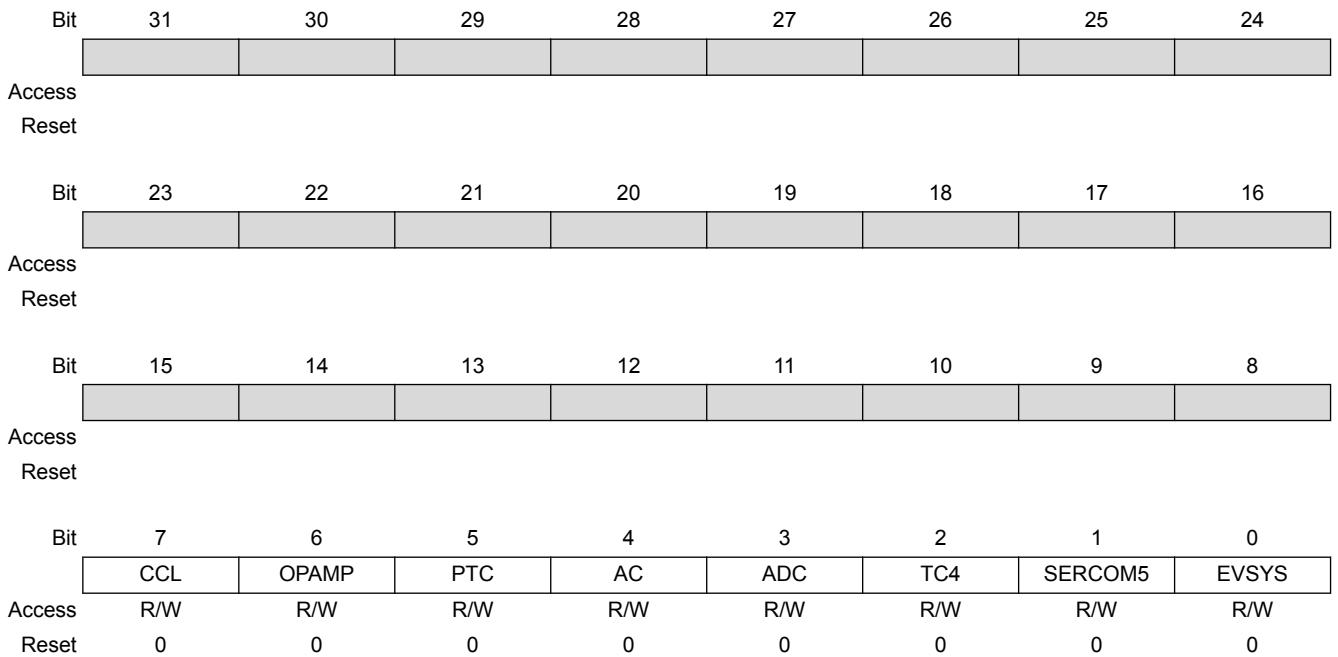 Bit 31 30 29 28 27 26 25 24
Access
Reset
Bit 23 22 21 20 19 18 17 16
Access
Reset
Bit 15 14 13 12 11 10 9 8
Access
Reset
Bit 7 6 5 4 3 2 1 0
CCL OPAMP PTC AC ADC TC4 SERCOM5 EVSYS
Access R/W R/W R/W R/W R/W R/W R/W R/W
Reset 0 0 0 0 0 0 0 0